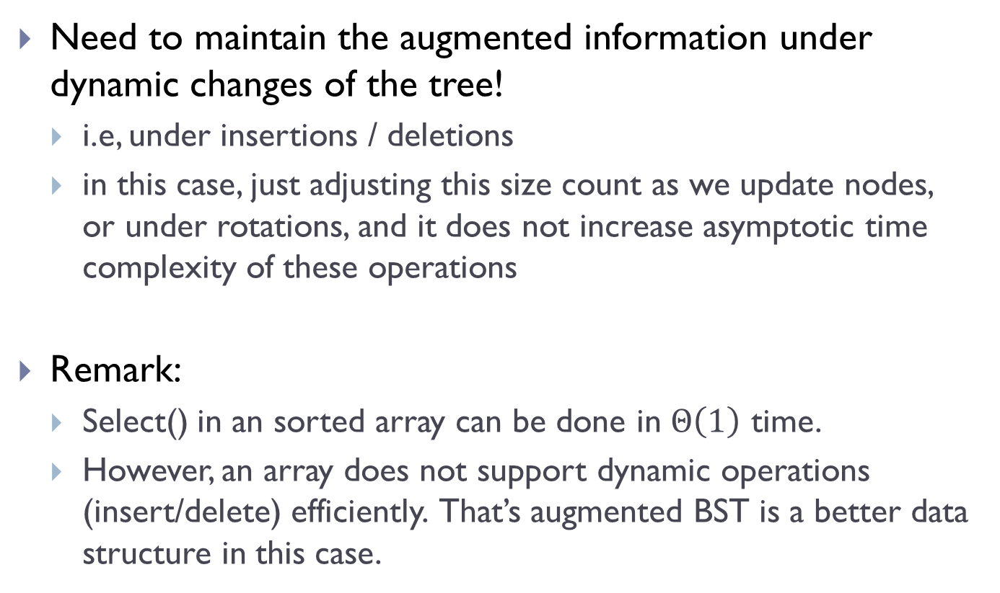 Need to maintain the augmented information under
dynamic changes of the tree!
i.e, under insertions / deletions
in this case, just adjusting this size count as we update nodes,
or under rotations, and it does not increase asymptotic time
complexity of these operations
Remark:
Select() in an sorted array can be done in Θ(1) time.
However, an array does not support dynamic operations
(insert/delete) efficiently. That’s augmented BST is a better data
structure in this case.